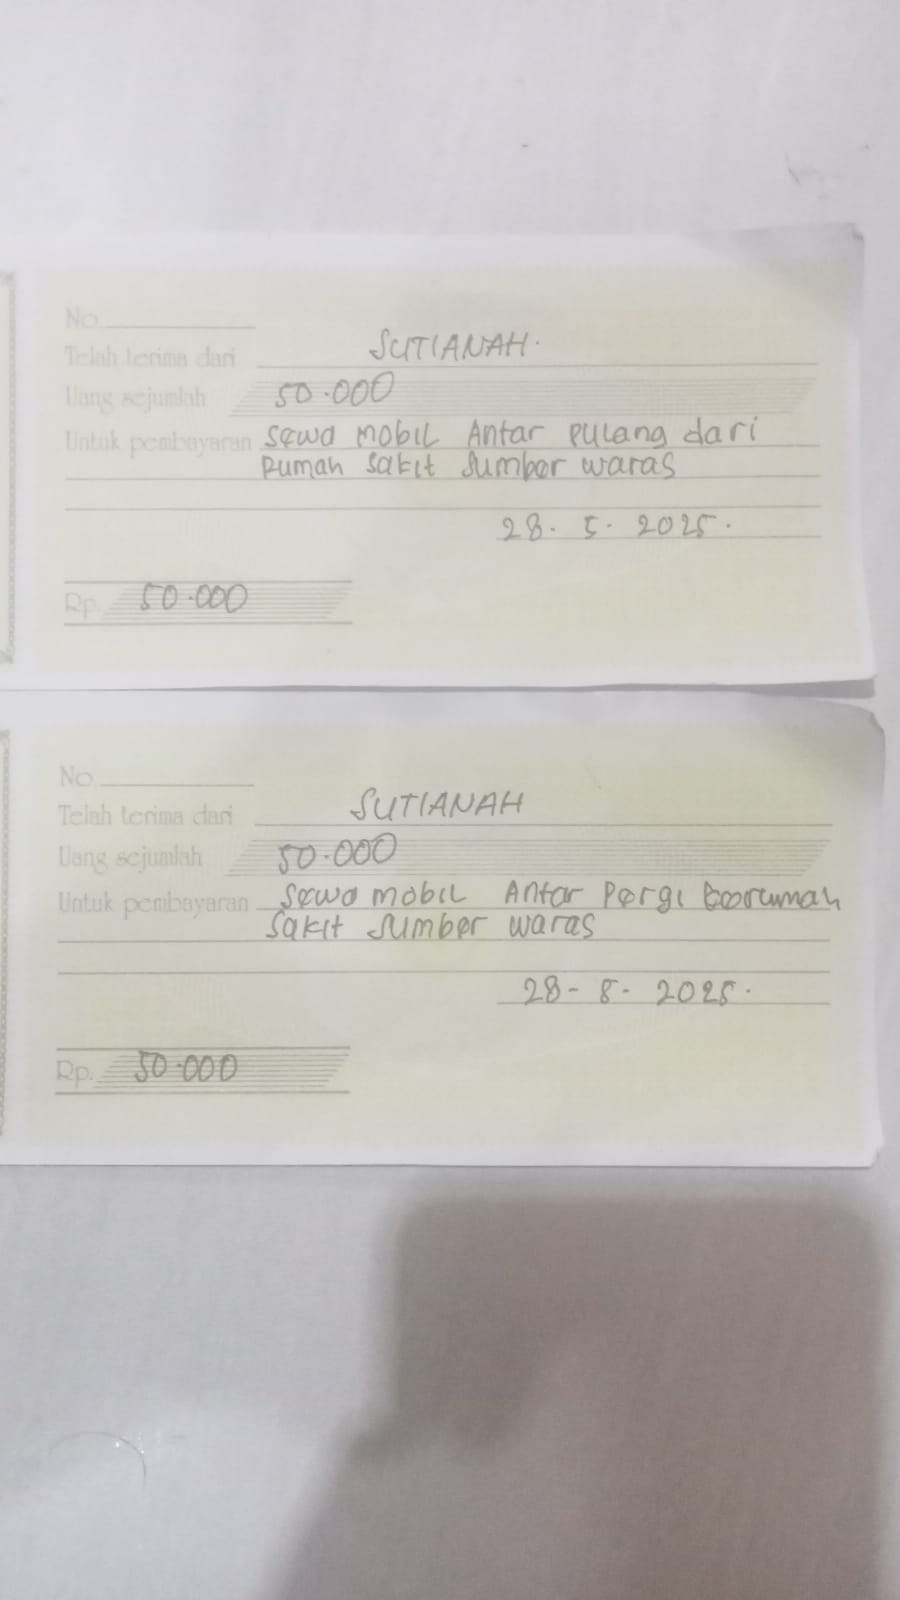 No.
Telah terima dari SUTIANAH.
Uang sejumlah 50.000
Untuk pembayaran Sewa mobil Antar pulang dari
Rumah sakit Sumber waras
28. 5. 2025.
Rp. 50.000
No.
Telah terima dari SUTIANAH
Uang sejumlah 50.000
Untuk pembayaran Sewa mobil Antar Pergi kerumah
sakit Sumber waras
28- 5- 2025.
Rp. 50.000